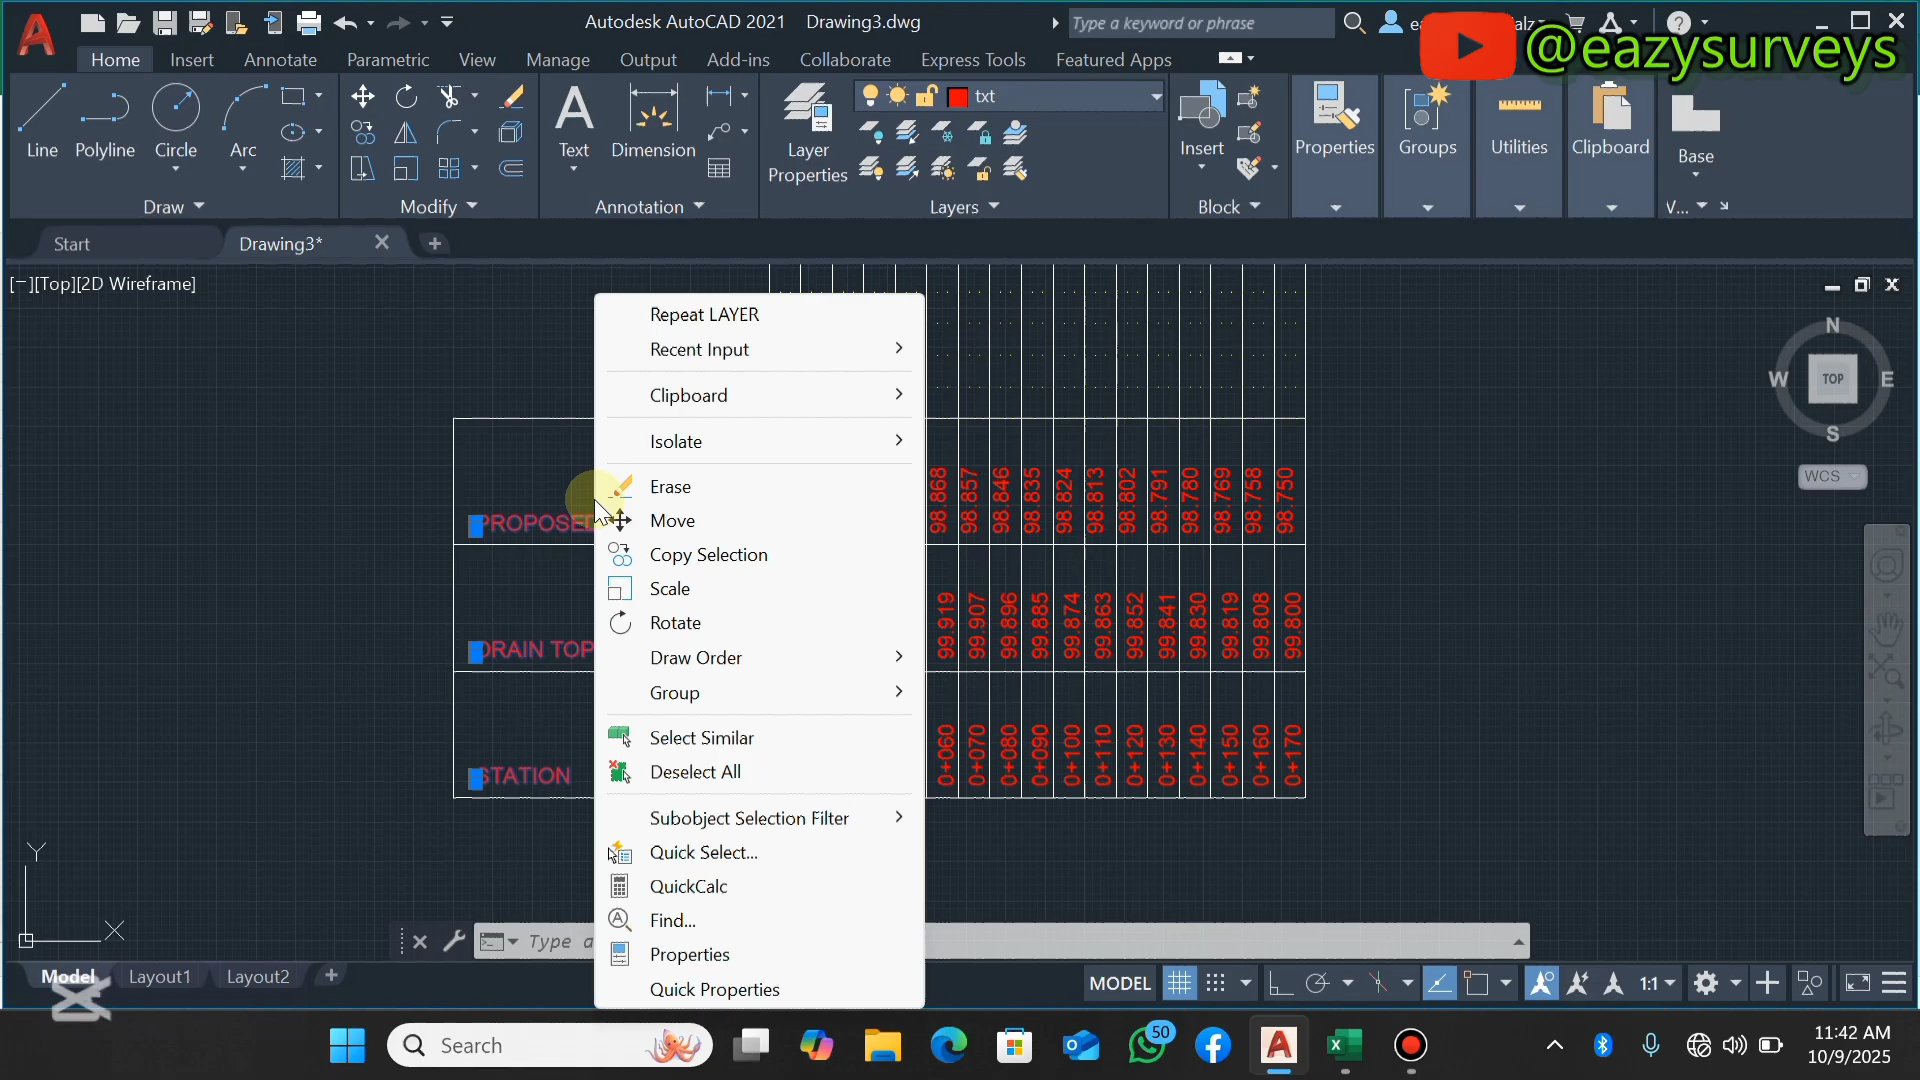 Autodesk AutoCAD 2021 Drawing3.dwg
Type a keyword or phrase
@eazysurveys
Home Insert Annotate Parametric View Manage Output Add-ins Collaborate Express Tools Featured Apps
txt
Line Polyline Circle Arc Text Dimension Layer Properties Insert Properties Groups Utilities Clipboard Base
Draw Modify Annotation Layers Block V...
Start Drawing3*
[−][Top][2D Wireframe]
N
W TOP E
S
WCS
Repeat LAYER
Recent Input
Clipboard
Isolate
Erase
Move
Copy Selection
Scale
Rotate
Draw Order
Group
Select Similar
Deselect All
Subobject Selection Filter
Quick Select...
QuickCalc
Find...
Properties
Quick Properties
PROPOSED
98.868 98.857 98.846 98.835 98.824 98.813 98.802 98.791 98.780 98.769 98.758 98.750
DRAIN TOP
99.919 99.907 99.896 99.885 99.874 99.863 99.852 99.841 99.830 99.819 99.808 99.800
STATION
0+060 0+070 0+080 0+090 0+100 0+110 0+120 0+130 0+140 0+150 0+160 0+170
Y
X
Type a
Model Layout1 Layout2
MODEL 1:1
Search
50
11:42 AM
10/9/2025